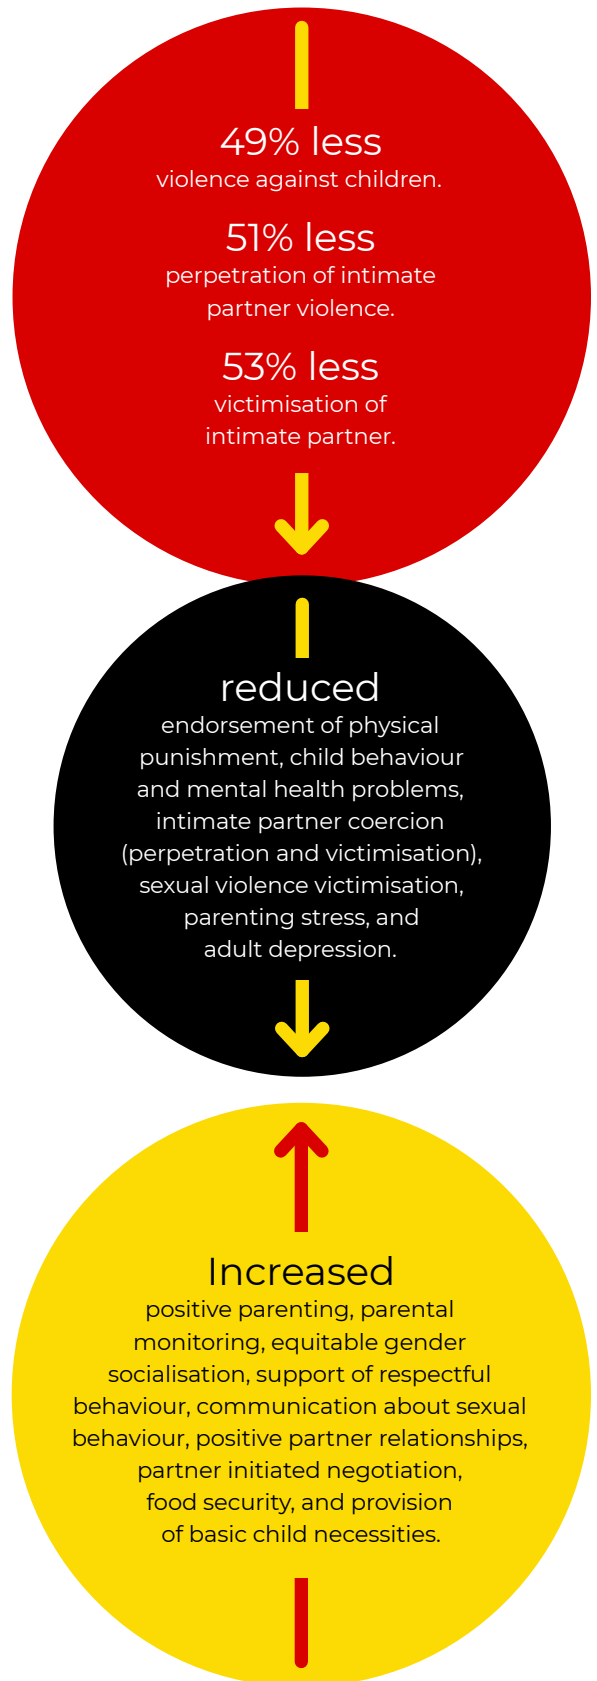 49% less
violence against children.
51% less
perpetration of intimate
partner violence.
53% less
victimisation of
intimate partner.
reduced
endorsement of physical
punishment, child behaviour
and mental health problems,
intimate partner coercion
(perpetration and victimisation),
sexual violence victimisation,
parenting stress, and
adult depression.
Increased
positive parenting, parental
monitoring, equitable gender
socialisation, support of respectful
behaviour, communication about sexual
behaviour, positive partner relationships,
partner initiated negotiation,
food security, and provision
of basic child necessities.